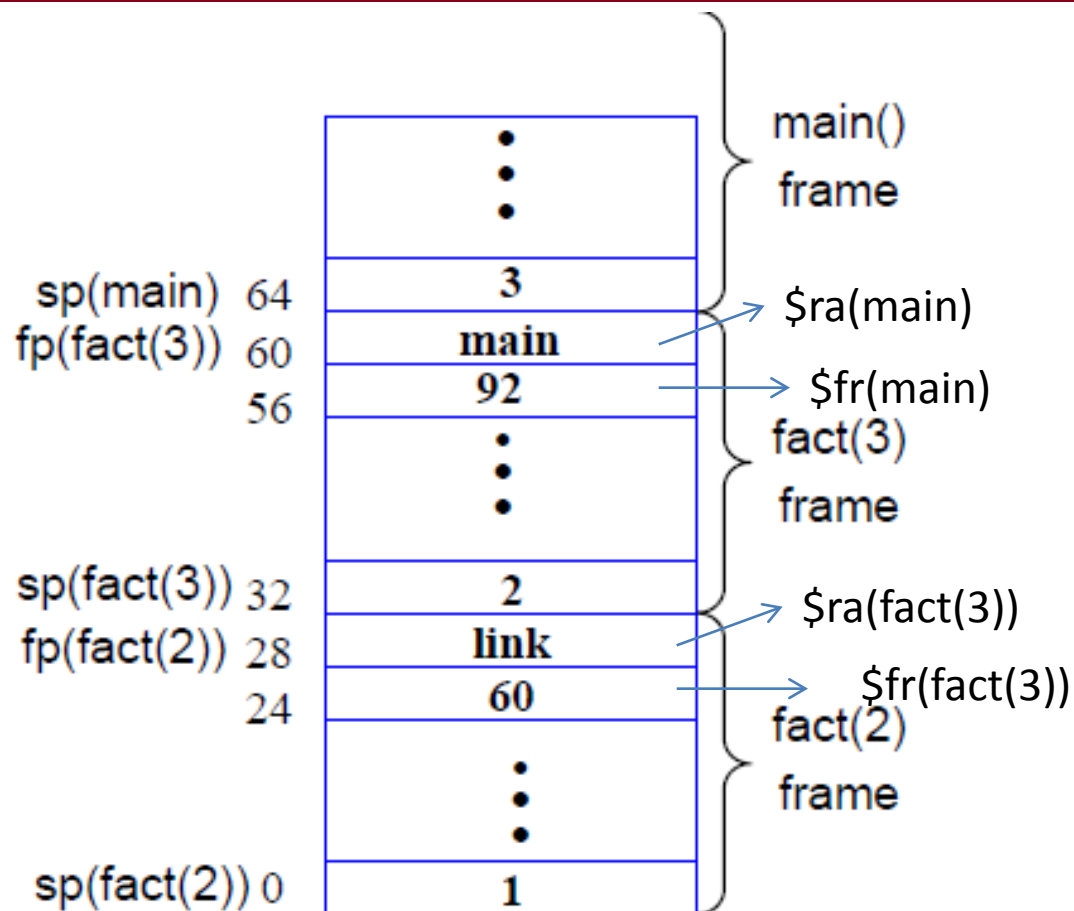 main()
frame
sp(main) 64
3
$ra(main)
fp(fact(3)) 60
main
56
92
$fr(main)
fact(3)
frame
sp(fact(3)) 32
2
$ra(fact(3))
fp(fact(2)) 28
link
24
60
$fr(fact(3))
fact(2)
frame
sp(fact(2)) 0
1